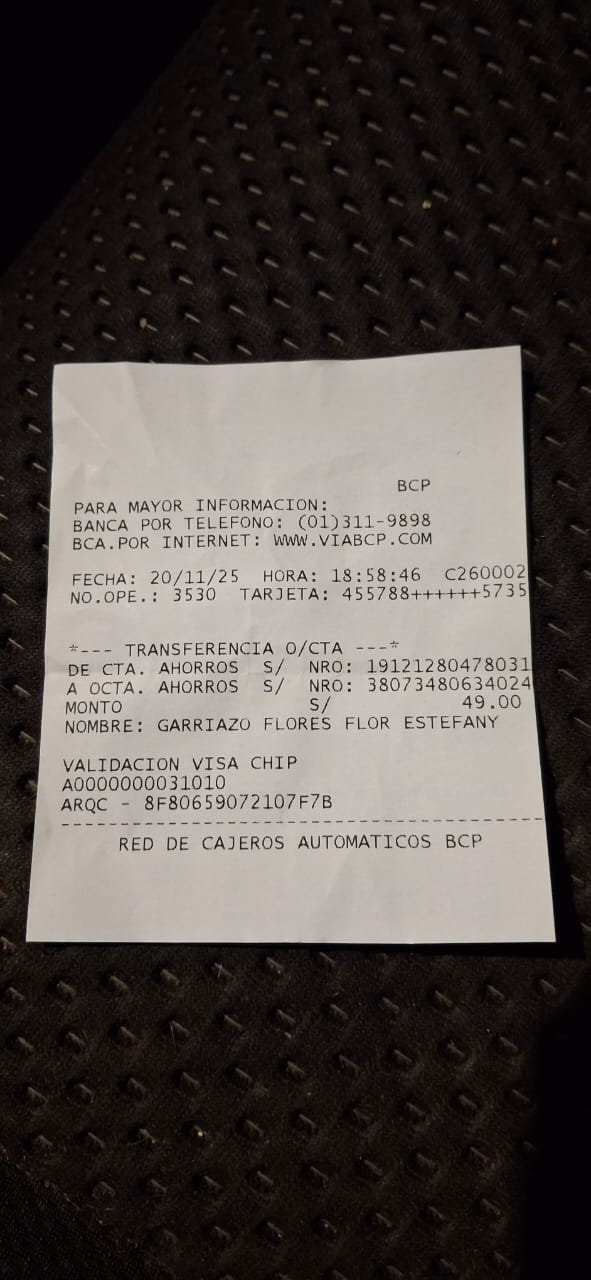 BCP
PARA MAYOR INFORMACION:
BANCA POR TELEFONO: (01)311-9898
BCA.POR INTERNET: WWW.VIABCP.COM
FECHA: 20/11/25 HORA: 18:58:46 C260002
NO.OPE.: 3530 TARJETA: 455788++++++5735
*--- TRANSFERENCIA O/CTA ---*
DE CTA. AHORROS S/ NRO: 19121280478031
A OCTA. AHORROS S/ NRO: 38073480634024
MONTO S/ 49.00
NOMBRE: GARRIAZO FLORES FLOR ESTEFANY
VALIDACION VISA CHIP
A0000000031010
ARQC - 8F80659072107F7B
----------------------------------------
RED DE CAJEROS AUTOMATICOS BCP